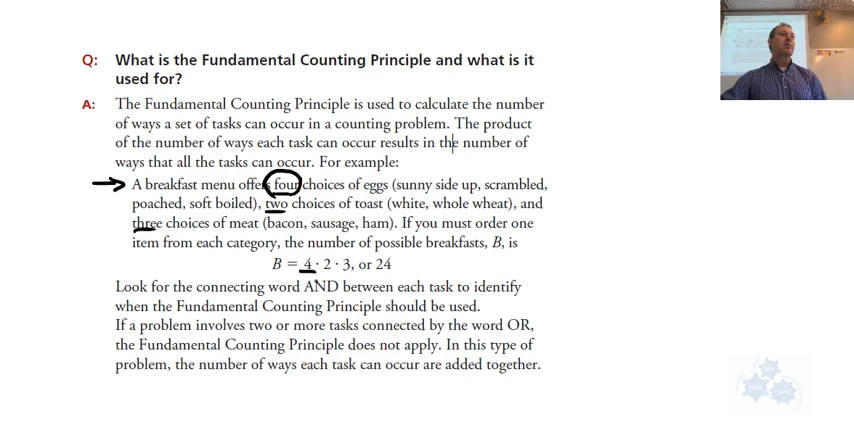 Q: What is the Fundamental Counting Principle and what is it
used for?
A: The Fundamental Counting Principle is used to calculate the number
of ways a set of tasks can occur in a counting problem. The product
of the number of ways each task can occur results in the number of
ways that all the tasks can occur. For example:
A breakfast menu offers four choices of eggs (sunny side up, scrambled,
poached, soft boiled), two choices of toast (white, whole wheat), and
three choices of meat (bacon, sausage, ham). If you must order one
item from each category, the number of possible breakfasts, B, is
B = 4 · 2 · 3, or 24
Look for the connecting word AND between each task to identify
when the Fundamental Counting Principle should be used.
If a problem involves two or more tasks connected by the word OR,
the Fundamental Counting Principle does not apply. In this type of
problem, the number of ways each task can occur are added together.